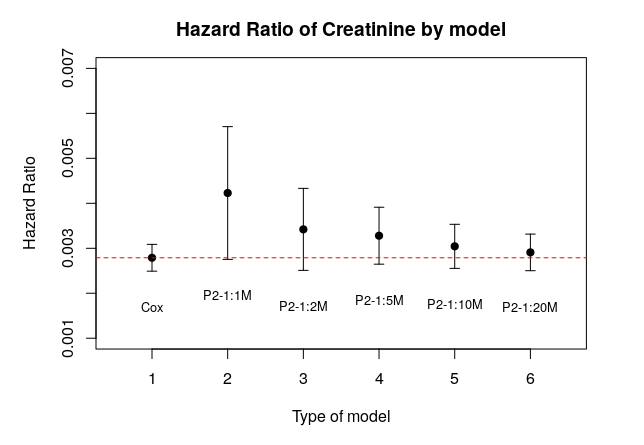 Hazard Ratio of Creatinine by model
Hazard Ratio
0.007
0.005
0.003
0.001
Cox
P2-1:1M
P2-1:2M
P2-1:5M
P2-1:10M
P2-1:20M
1 2 3 4 5 6
Type of model